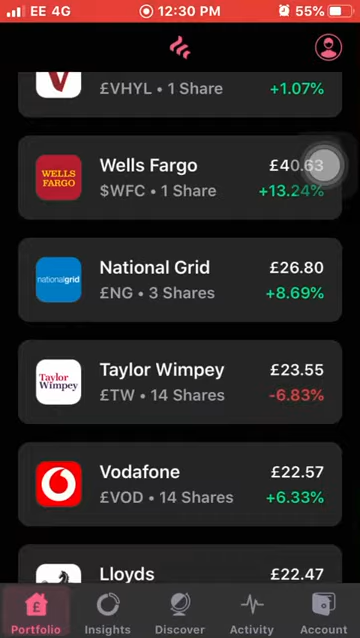 EE 4G 12:30 PM 55%
£VHYL • 1 Share +1.07%
WELLS
FARGO
Wells Fargo £40.63
$WFC • 1 Share +13.24%
nationalgrid
National Grid £26.80
£NG • 3 Shares +8.69%
Taylor
Wimpey
Taylor Wimpey £23.55
£TW • 14 Shares -6.83%
Vodafone £22.57
£VOD • 14 Shares +6.33%
Lloyds £22.47
£
Portfolio Insights Discover Activity Account